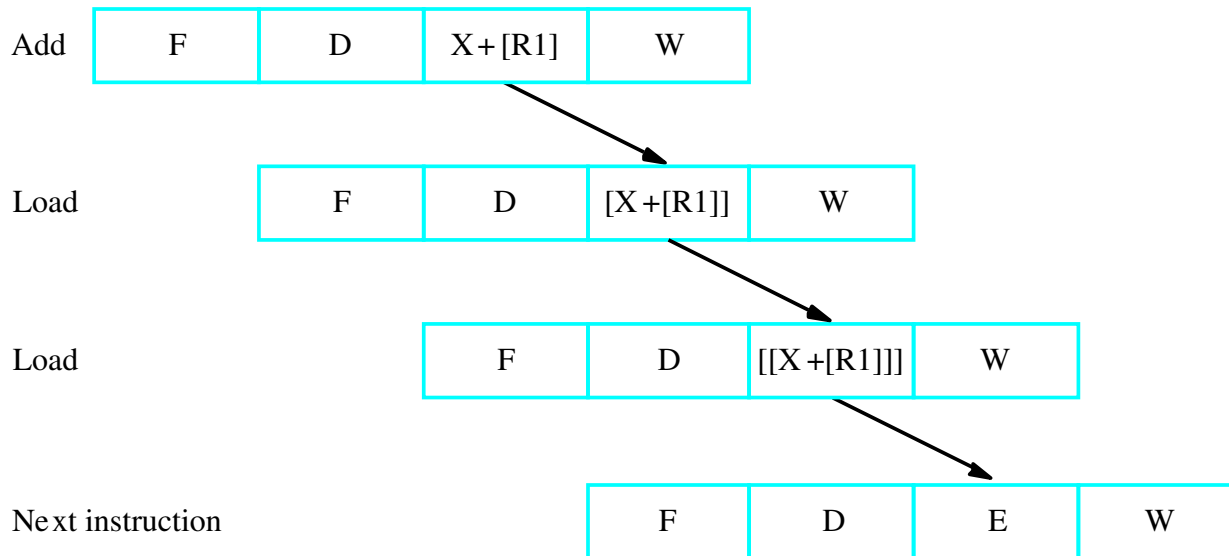 Add F D X + [R1] W
Load F D [X +[R1]] W
Load F D [[X +[R1]]] W
Next instruction F D E W